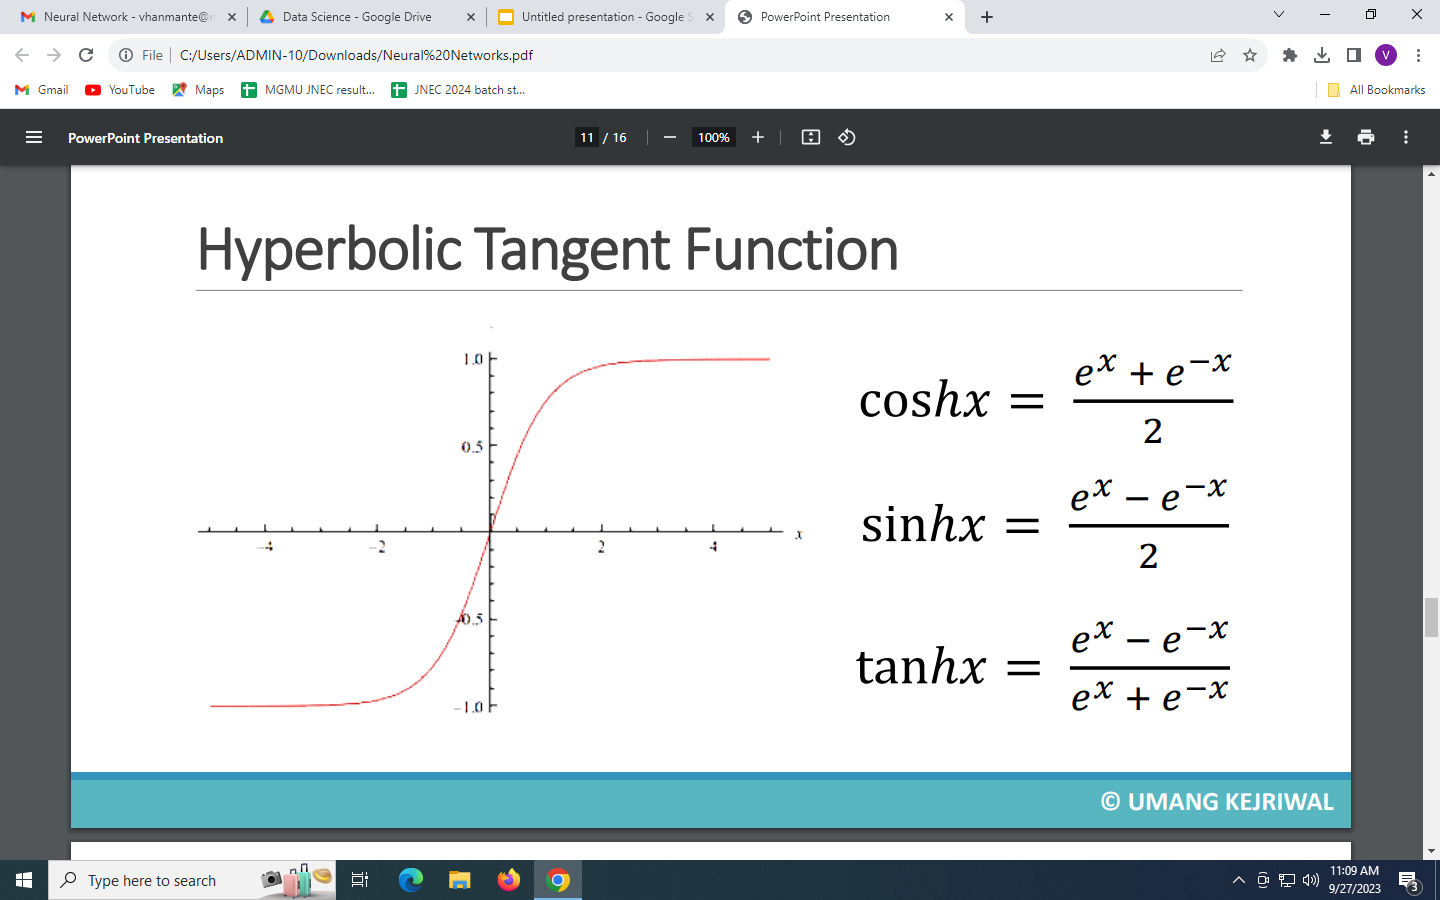 Neural Network - vhanmante@
Data Science - Google Drive
Untitled presentation - Google S
PowerPoint Presentation
File
C:/Users/ADMIN-10/Downloads/Neural%20Networks.pdf
V
Gmail
YouTube
Maps
MGMU JNEC result...
JNEC 2024 batch st...
All Bookmarks
PowerPoint Presentation
11 / 16
100%
Hyperbolic Tangent Function
1.0
0.5
-4
-2
2
4
x
-0.5
-1.0
coshx = (e^x + e^−x)/2
sinhx = (e^x − e^−x)/2
tanhx = (e^x − e^−x)/(e^x + e^−x)
© UMANG KEJRIWAL
Type here to search
11:09 AM
9/27/2023
3